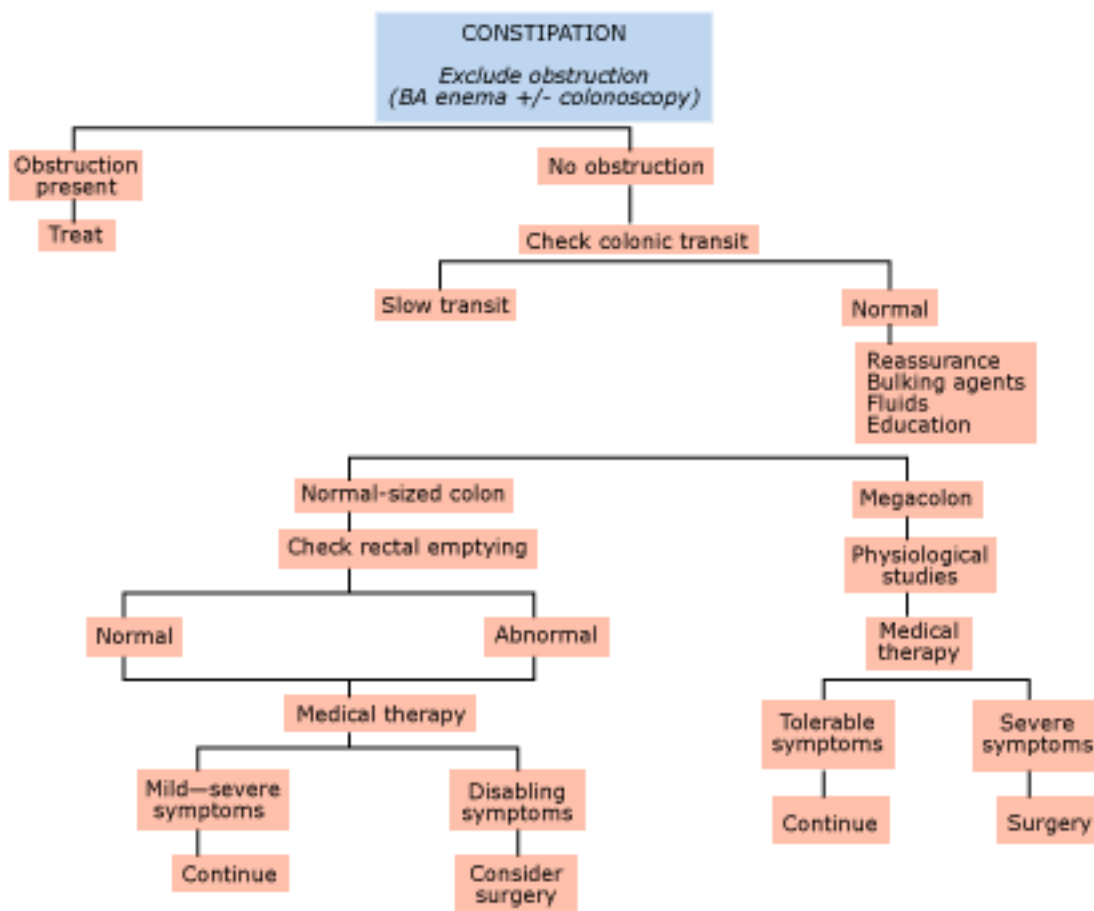 CONSTIPATION
Exclude obstruction
(BA enema +/- colonoscopy)
Obstruction
present
No obstruction
Treat
Check colonic transit
Slow transit
Normal
Reassurance
Bulking agents
Fluids
Education
Normal-sized colon
Megacolon
Check rectal emptying
Physiological
studies
Normal
Abnormal
Medical
therapy
Medical therapy
Tolerable
symptoms
Severe
symptoms
Mild—severe
symptoms
Disabling
symptoms
Continue
Surgery
Continue
Consider
surgery